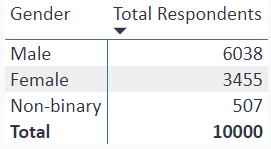 Gender Total Respondents
Male 6038
Female 3455
Non-binary 507
Total 10000